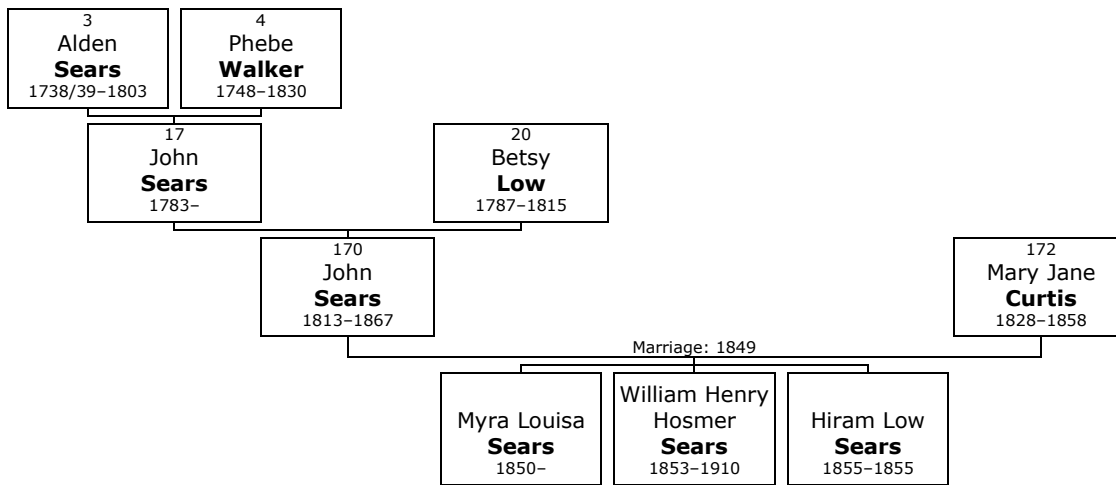 3
Alden
Sears
1738/39–1803
4
Phebe
Walker
1748–1830
17
John
Sears
1783–
20
Betsy
Low
1787–1815
170
John
Sears
1813–1867
172
Mary Jane
Curtis
1828–1858
Marriage: 1849
Myra Louisa
Sears
1850–
William Henry
Hosmer
Sears
1853–1910
Hiram Low
Sears
1855–1855